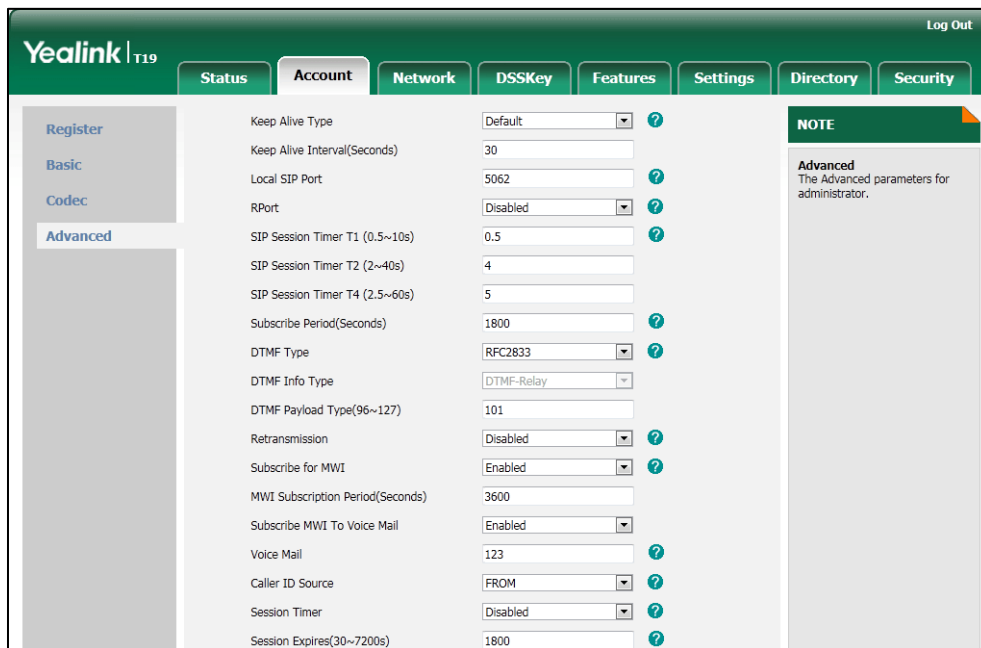 Log Out
Yealink | T19
Status Account Network DSSKey Features Settings Directory Security
Register
Basic
Codec
Advanced
Keep Alive Type Default ?
Keep Alive Interval(Seconds) 30
Local SIP Port 5062 ?
RPort Disabled ?
SIP Session Timer T1 (0.5~10s) 0.5 ?
SIP Session Timer T2 (2~40s) 4
SIP Session Timer T4 (2.5~60s) 5
Subscribe Period(Seconds) 1800 ?
DTMF Type RFC2833 ?
DTMF Info Type DTMF-Relay
DTMF Payload Type(96~127) 101
Retransmission Disabled ?
Subscribe for MWI Enabled ?
MWI Subscription Period(Seconds) 3600
Subscribe MWI To Voice Mail Enabled
Voice Mail 123 ?
Caller ID Source FROM ?
Session Timer Disabled ?
Session Expires(30~7200s) 1800 ?
NOTE
Advanced
The Advanced parameters for
administrator.